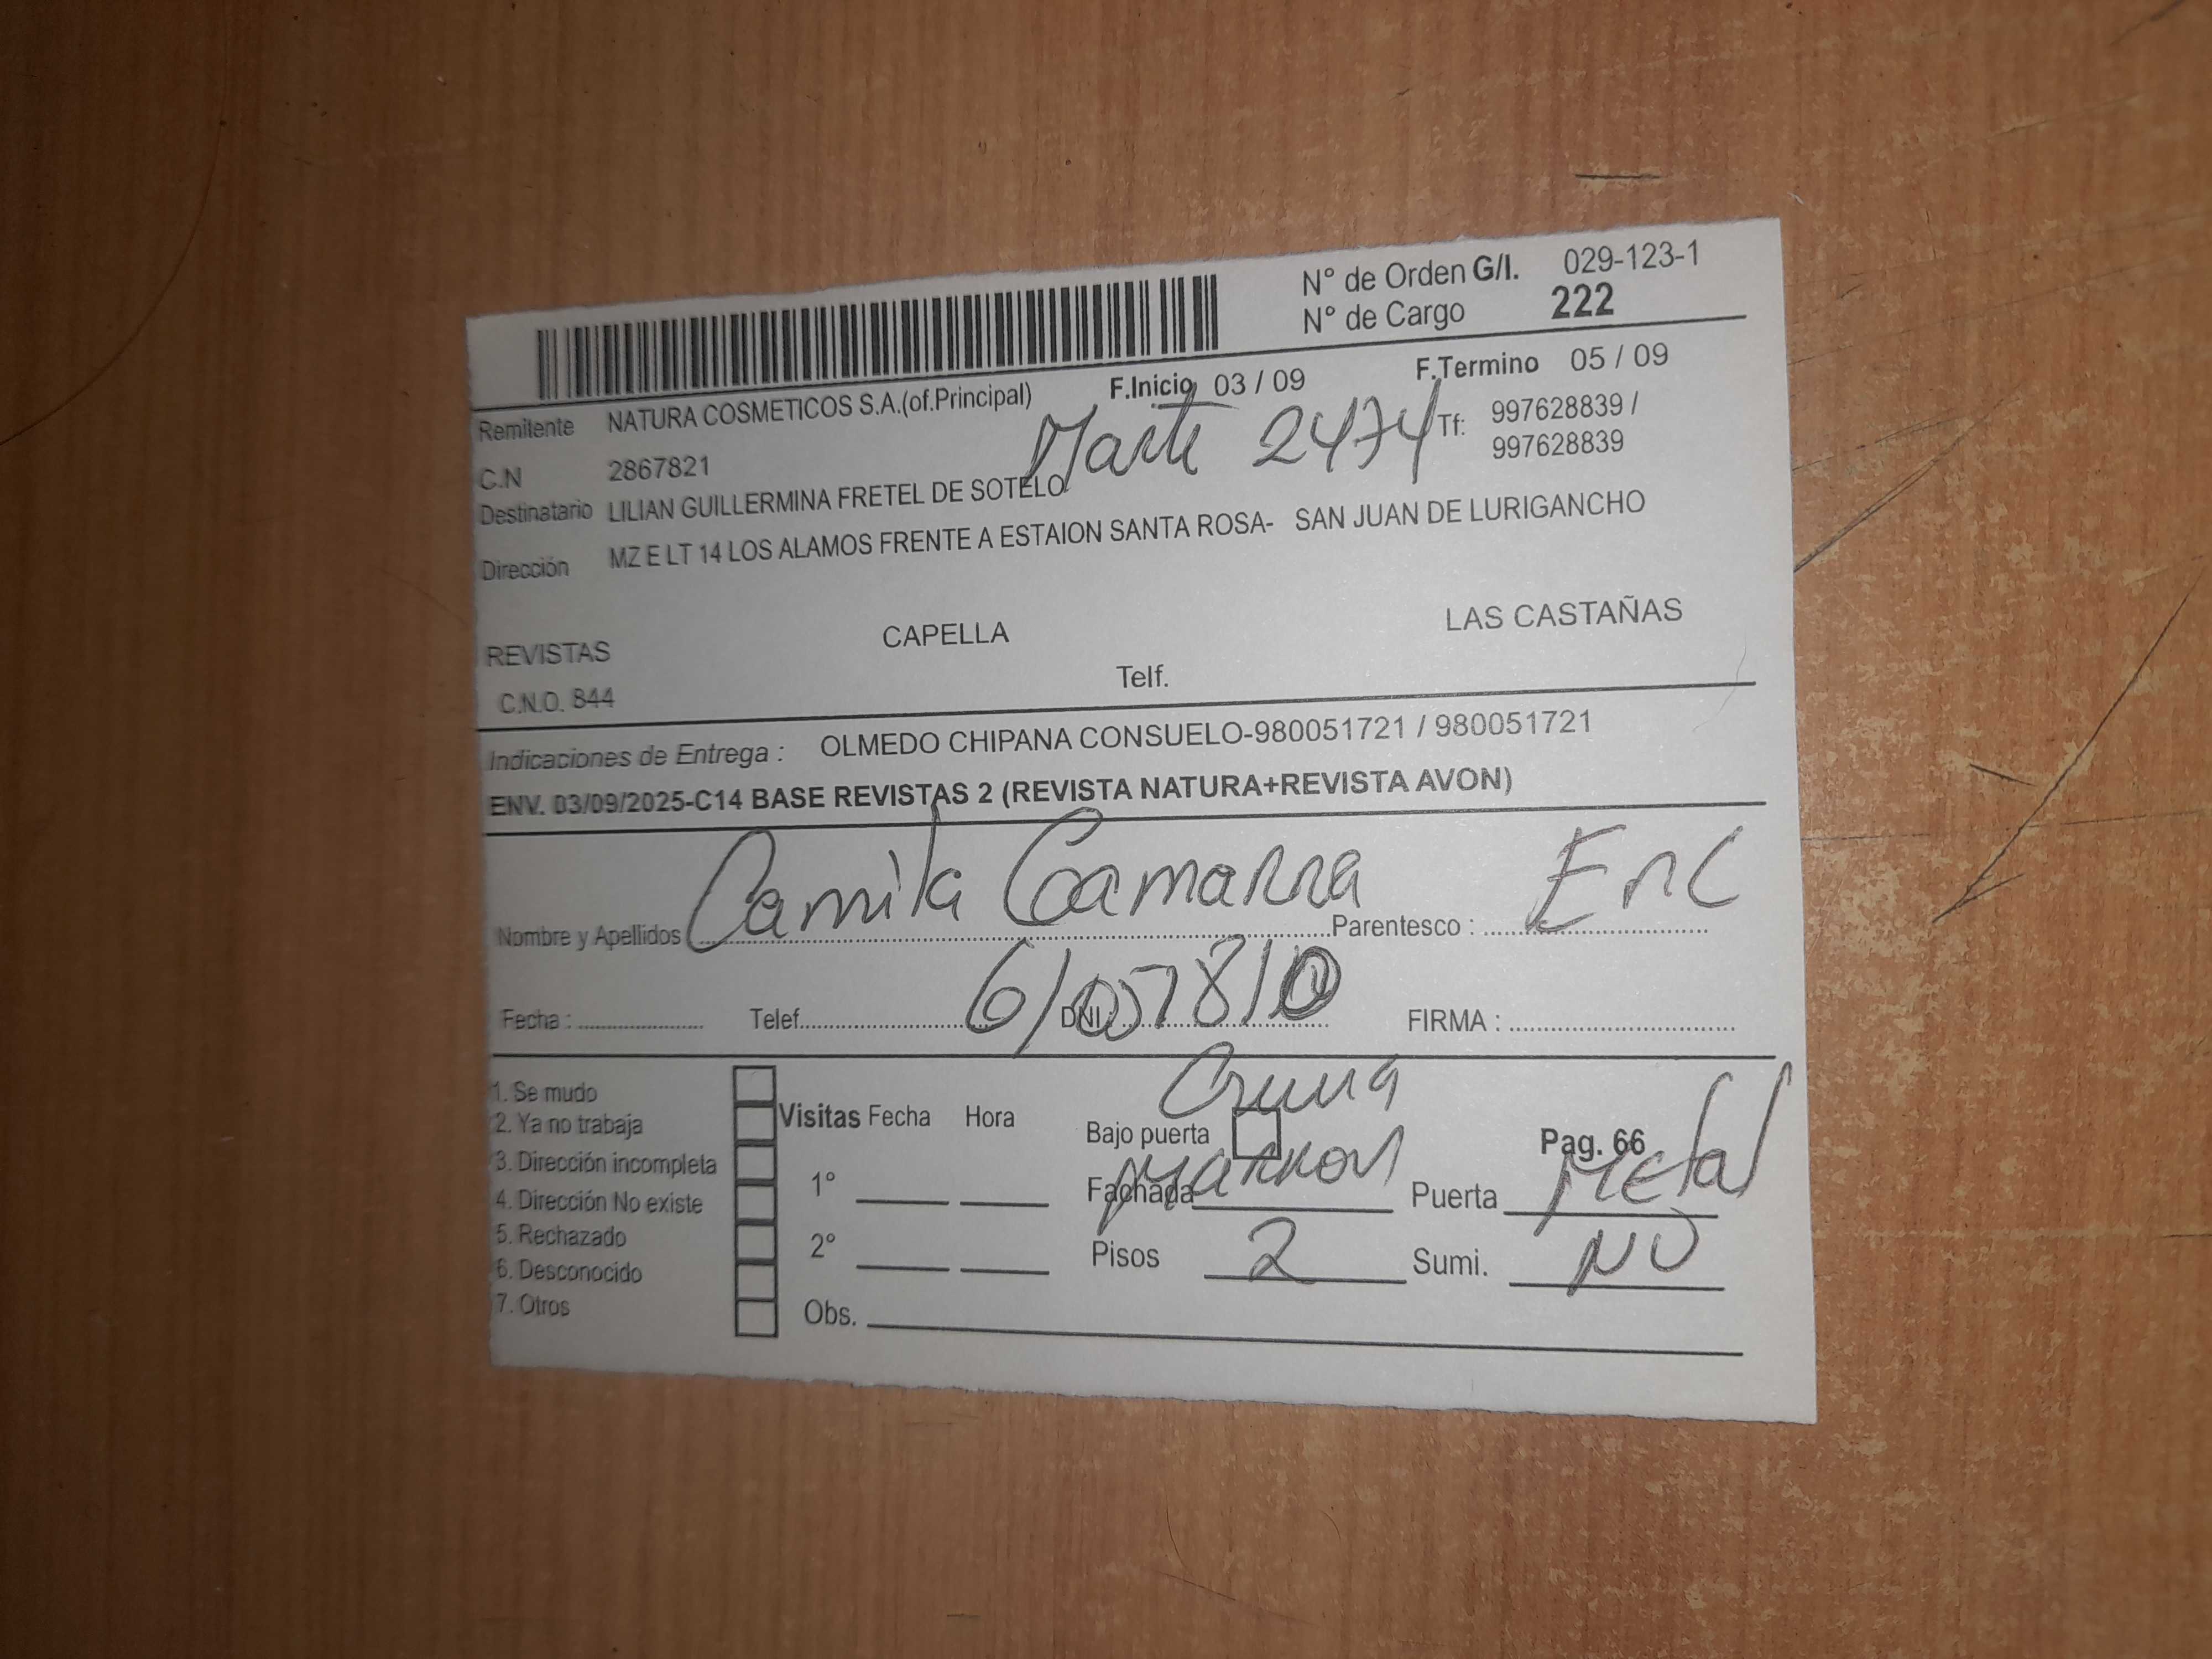 N° de Orden G/I. 029-123-1
N° de Cargo 222
F.Inicio 03 / 09 F.Termino 05 / 09
Remitente NATURA COSMETICOS S.A.(of.Principal)
Tf: 997628839 /
997628839
C.N 2867821
Marte 2474
Destinatario LILIAN GUILLERMINA FRETEL DE SOTELO
Dirección MZ E LT 14 LOS ALAMOS FRENTE A ESTAION SANTA ROSA- SAN JUAN DE LURIGANCHO
REVISTAS CAPELLA LAS CASTAÑAS
C.N.O. 844 Telf.
Indicaciones de Entrega : OLMEDO CHIPANA CONSUELO-980051721 / 980051721
ENV. 03/09/2025-C14 BASE REVISTAS 2 (REVISTA NATURA+REVISTA AVON)
Nombre y Apellidos Camila Gamarra Parentesco : Enc
Fecha : Telef. DNI. 61057810 FIRMA :
1. Se mudo
2. Ya no trabaja
3. Dirección incompleta
4. Dirección No existe
5. Rechazado
6. Desconocido
7. Otros
Visitas Fecha Hora
1°
2°
Obs.
Bajo puerta Pag. 66
Fachada Marron Puerta Metal
Pisos 2 Sumi. NO